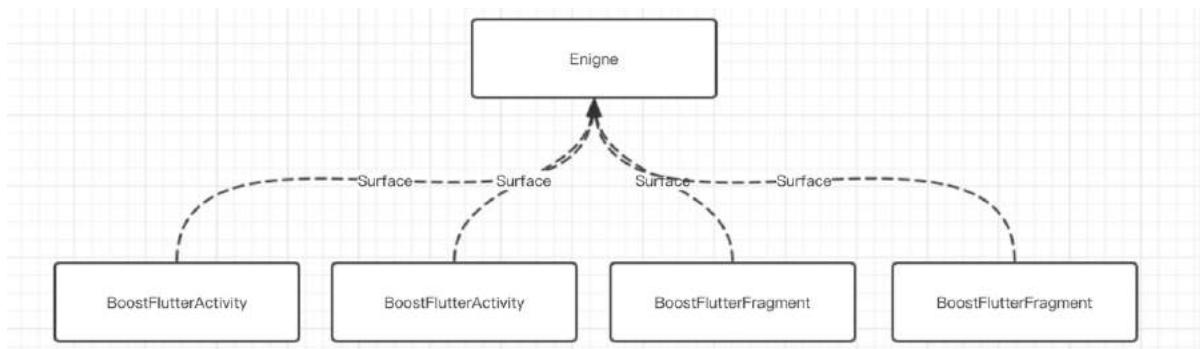 Enigne
Surface Surface Surface Surface
BoostFlutterActivity BoostFlutterActivity BoostFlutterFragment BoostFlutterFragment